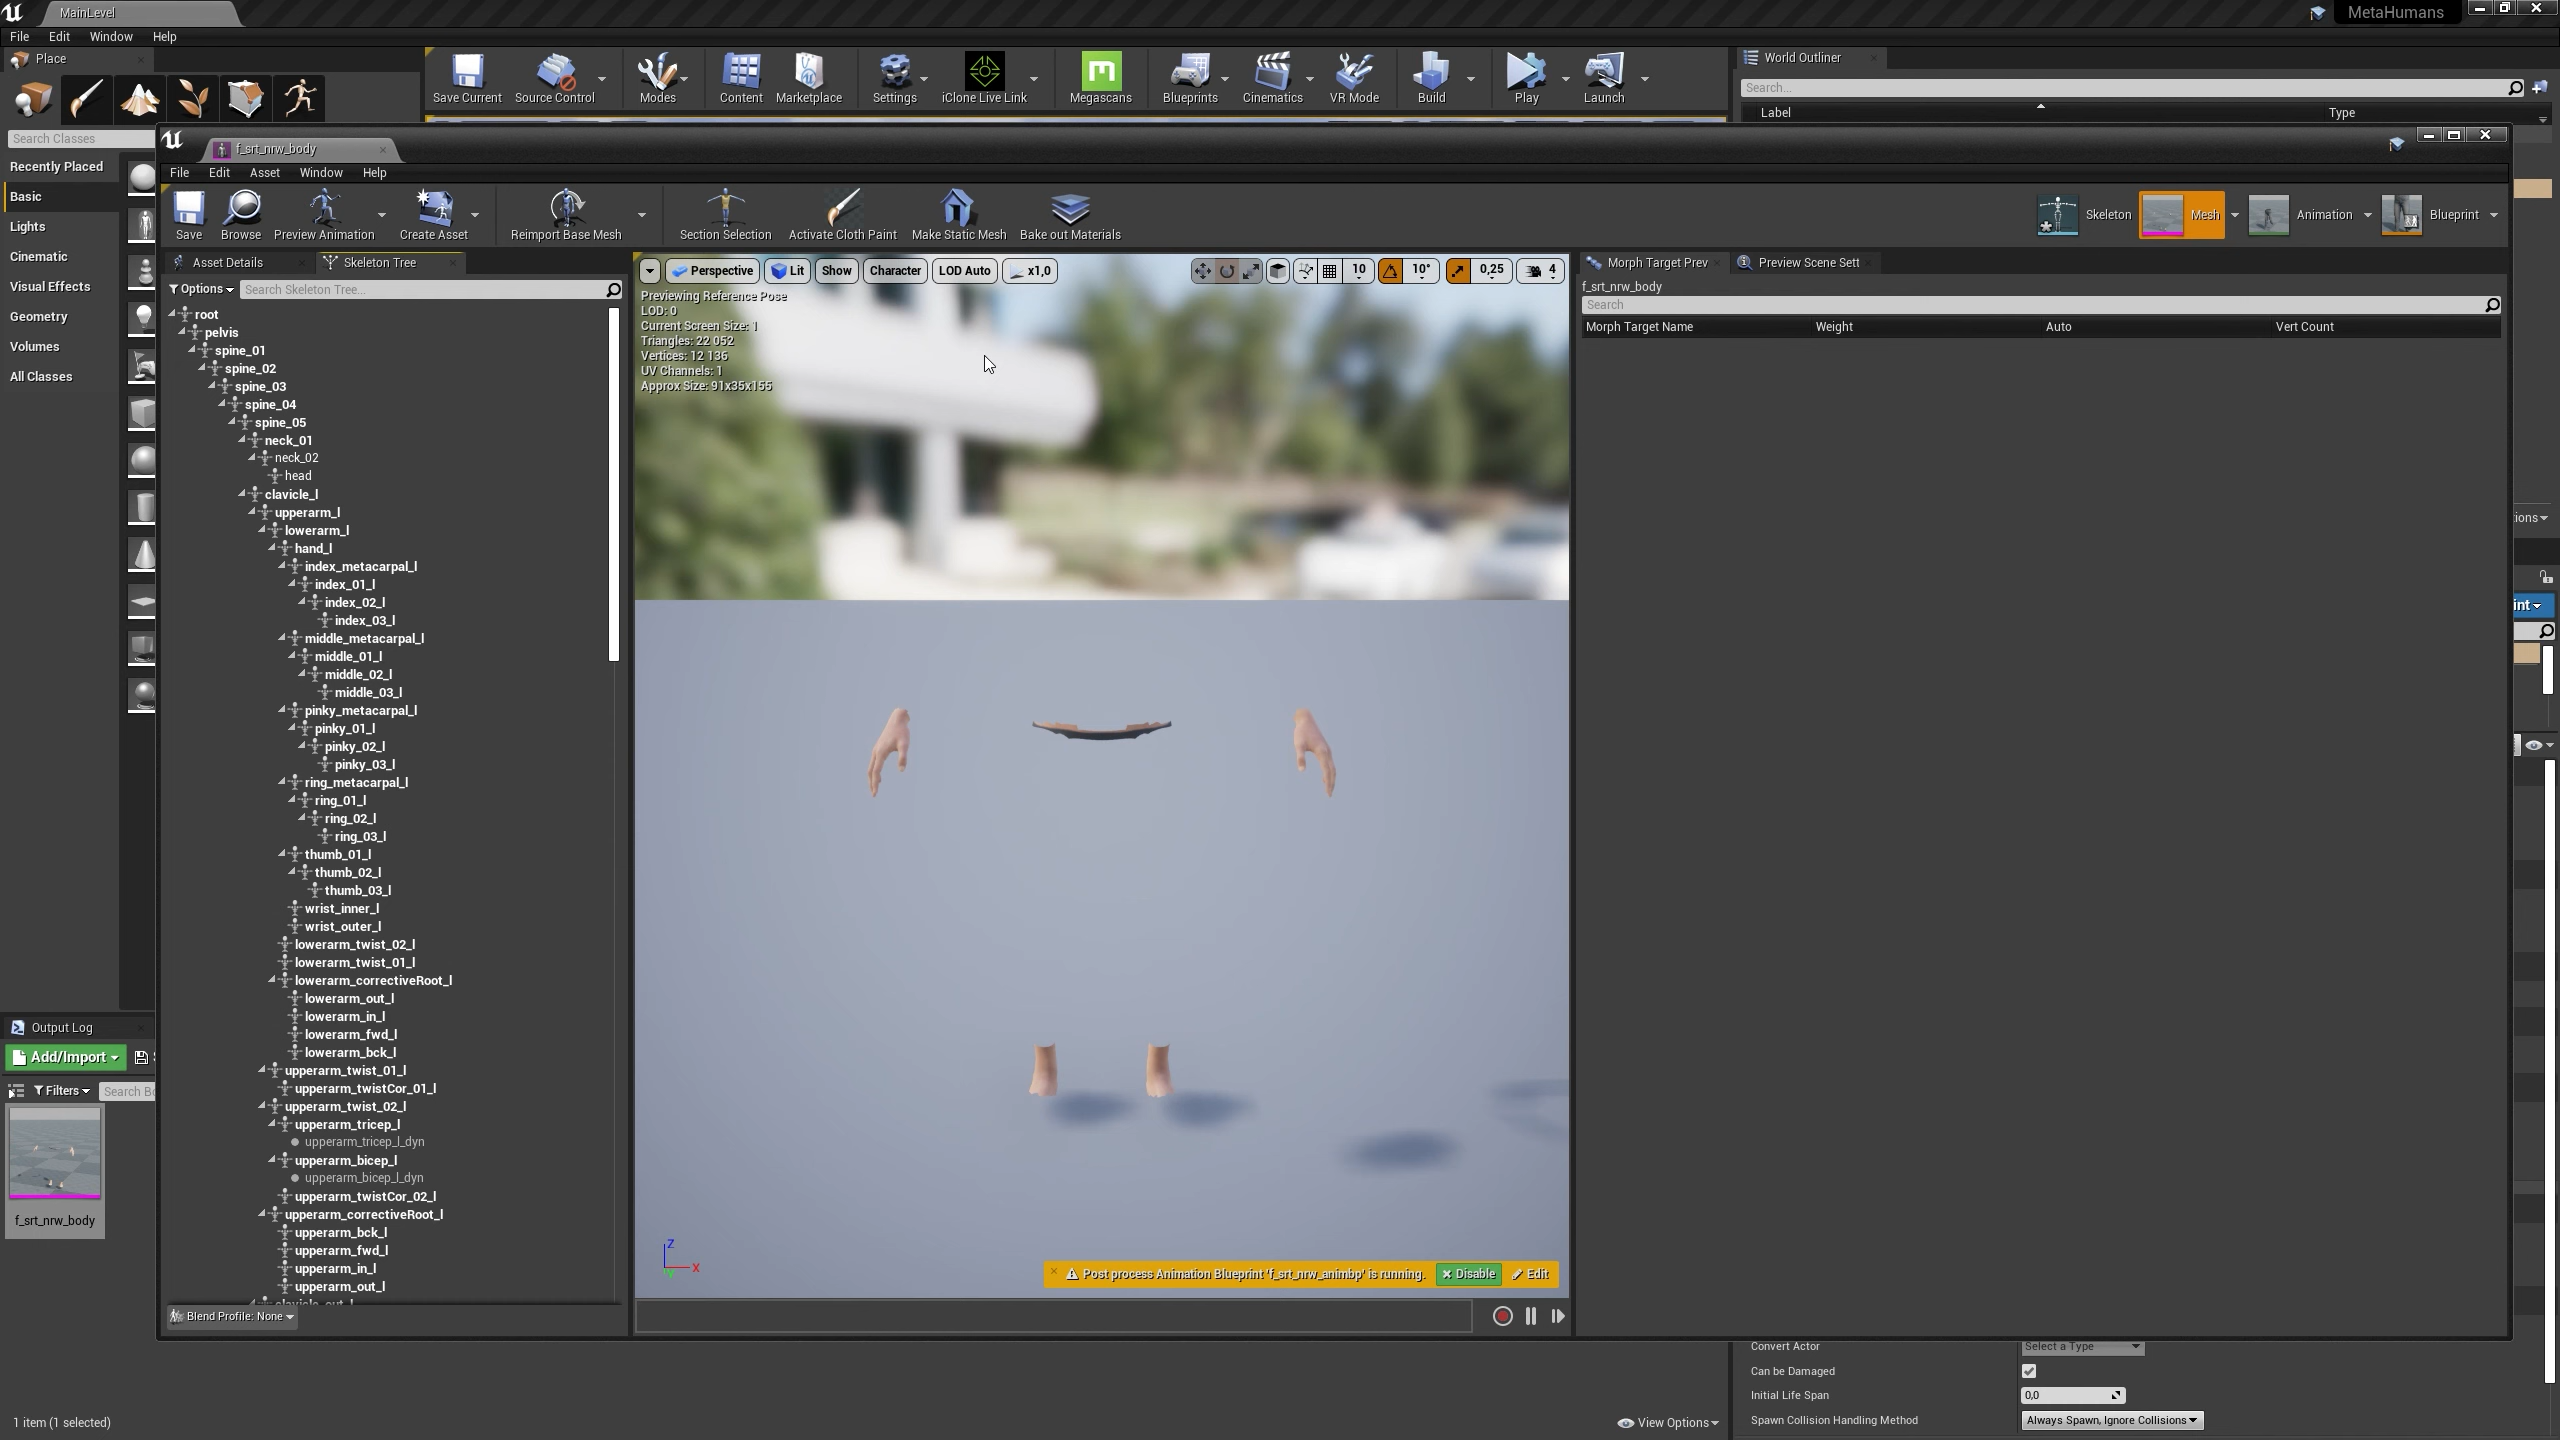 MainLevel
MetaHumans
File Edit Window Help
Place
Save Current
Source Control
Modes
Content
Marketplace
Settings
iClone Live Link
Megascans
Blueprints
Cinematics
VR Mode
Build
Play
Launch
World Outliner
Search...
Label
Type
Search Classes
Recently Placed
Basic
Lights
Cinematic
Visual Effects
Geometry
Volumes
All Classes
f_srt_nrw_body
File Edit Asset Window Help
Save
Browse
Preview Animation
Create Asset
Reimport Base Mesh
Section Selection
Activate Cloth Paint
Make Static Mesh
Bake out Materials
Skeleton
Mesh
Animation
Blueprint
Asset Details
Skeleton Tree
Options
Search Skeleton Tree...
root
pelvis
spine_01
spine_02
spine_03
spine_04
spine_05
neck_01
neck_02
head
clavicle_l
upperarm_l
lowerarm_l
hand_l
index_metacarpal_l
index_01_l
index_02_l
index_03_l
middle_metacarpal_l
middle_01_l
middle_02_l
middle_03_l
pinky_metacarpal_l
pinky_01_l
pinky_02_l
pinky_03_l
ring_metacarpal_l
ring_01_l
ring_02_l
ring_03_l
thumb_01_l
thumb_02_l
thumb_03_l
wrist_inner_l
wrist_outer_l
lowerarm_twist_02_l
lowerarm_twist_01_l
lowerarm_correctiveRoot_l
lowerarm_out_l
lowerarm_in_l
lowerarm_fwd_l
lowerarm_bck_l
upperarm_twist_01_l
upperarm_twistCor_01_l
upperarm_twist_02_l
upperarm_tricep_l
upperarm_tricep_l_dyn
upperarm_bicep_l
upperarm_bicep_l_dyn
upperarm_twistCor_02_l
upperarm_correctiveRoot_l
upperarm_bck_l
upperarm_fwd_l
upperarm_in_l
upperarm_out_l
clavicle_out_l
Blend Profile: None
Perspective
Lit
Show
Character
LOD Auto
x1,0
10
10°
0,25
4
Previewing Reference Pose
LOD: 0
Current Screen Size: 1
Triangles: 22 052
Vertices: 12 136
UV Channels: 1
Approx Size: 91x35x155
Z
X
Y
Post process Animation Blueprint 'f_srt_nrw_animbp' is running.
Disable
Edit
Morph Target Prev
Preview Scene Sett
f_srt_nrw_body
Search
Morph Target Name
Weight
Auto
Vert Count
ions
int
Output Log
Add/Import
S
Filters
Search Bo
f_srt_nrw_body
1 item (1 selected)
View Options
Convert Actor
Select a Type
Can be Damaged
Initial Life Span
0,0
Spawn Collision Handling Method
Always Spawn, Ignore Collisions